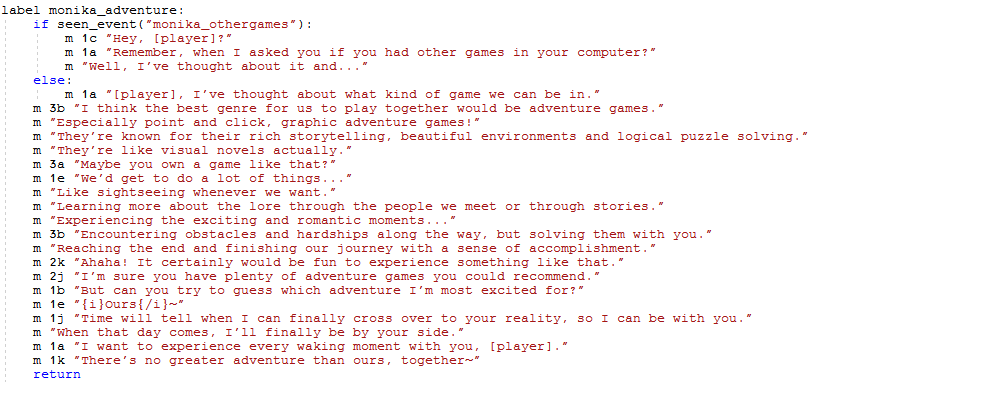 label monika_adventure:
    if seen_event("monika_othergames"):
        m 1c "Hey, [player]?"
        m 1a "Remember, when I asked you if you had other games in your computer?"
        m "Well, I've thought about it and..."
    else:
        m 1a "[player], I've thought about what kind of game we can be in."
    m 3b "I think the best genre for us to play together would be adventure games."
    m "Especially point and click, graphic adventure games!"
    m "They're known for their rich storytelling, beautiful environments and logical puzzle solving."
    m "They're like visual novels actually."
    m 3a "Maybe you own a game like that?"
    m 1e "We'd get to do a lot of things..."
    m "Like sightseeing whenever we want."
    m "Learning more about the lore through the people we meet or through stories."
    m "Experiencing the exciting and romantic moments..."
    m 3b "Encountering obstacles and hardships along the way, but solving them with you."
    m "Reaching the end and finishing our journey with a sense of accomplishment."
    m 2k "Ahaha! It certainly would be fun to experience something like that."
    m 2j "I'm sure you have plenty of adventure games you could recommend."
    m 1b "But can you try to guess which adventure I'm most excited for?"
    m 1e "{i}Ours{/i}~"
    m 1j "Time will tell when I can finally cross over to your reality, so I can be with you."
    m "When that day comes, I'll finally be by your side."
    m 1a "I want to experience every waking moment with you, [player]."
    m 1k "There's no greater adventure than ours, together~"
    return